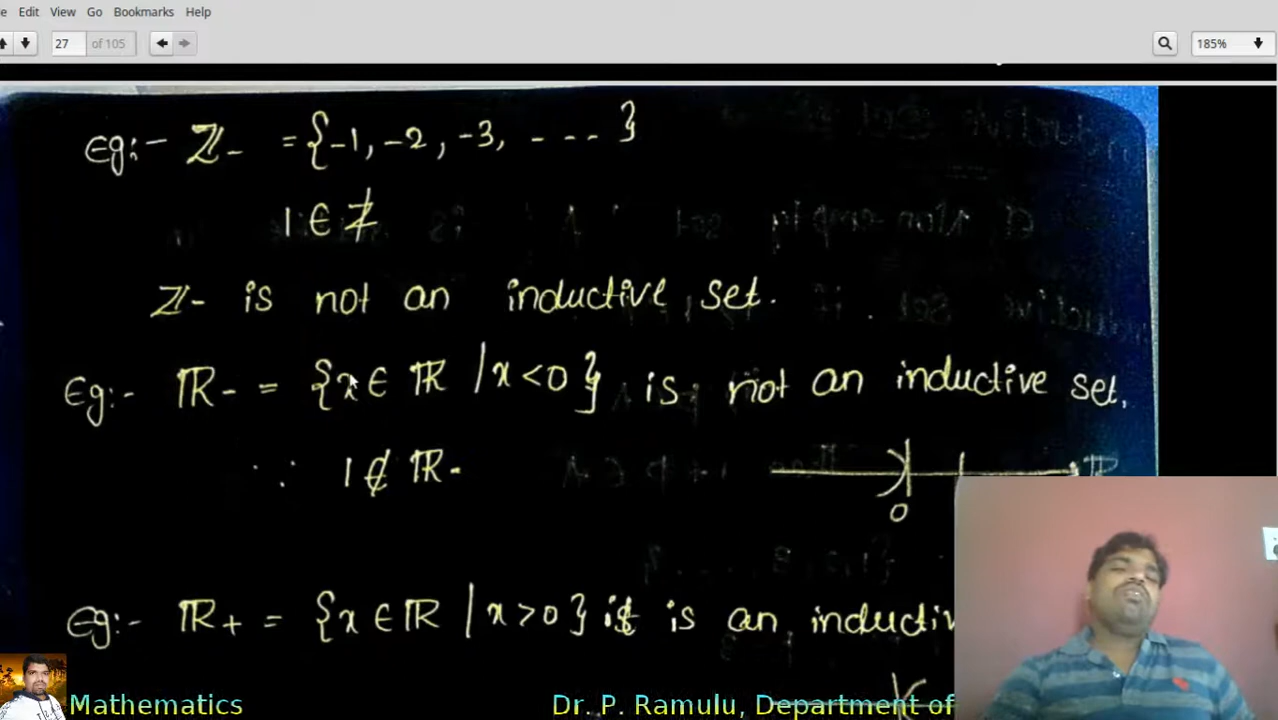 Edit View Go Bookmarks Help
27 of 105 185%
Eg:- ℤ- = {-1, -2, -3, - - - }
1 ∈ ℤ
ℤ- is not an inductive set.
Eg:- ℝ- = {x ∈ ℝ | x < 0} is not an inductive set.
∵ 1 ∉ ℝ-
0
Eg:- ℝ+ = {x ∈ ℝ | x > 0} is an inductiv
Mathematics Dr. P. Ramulu, Department of